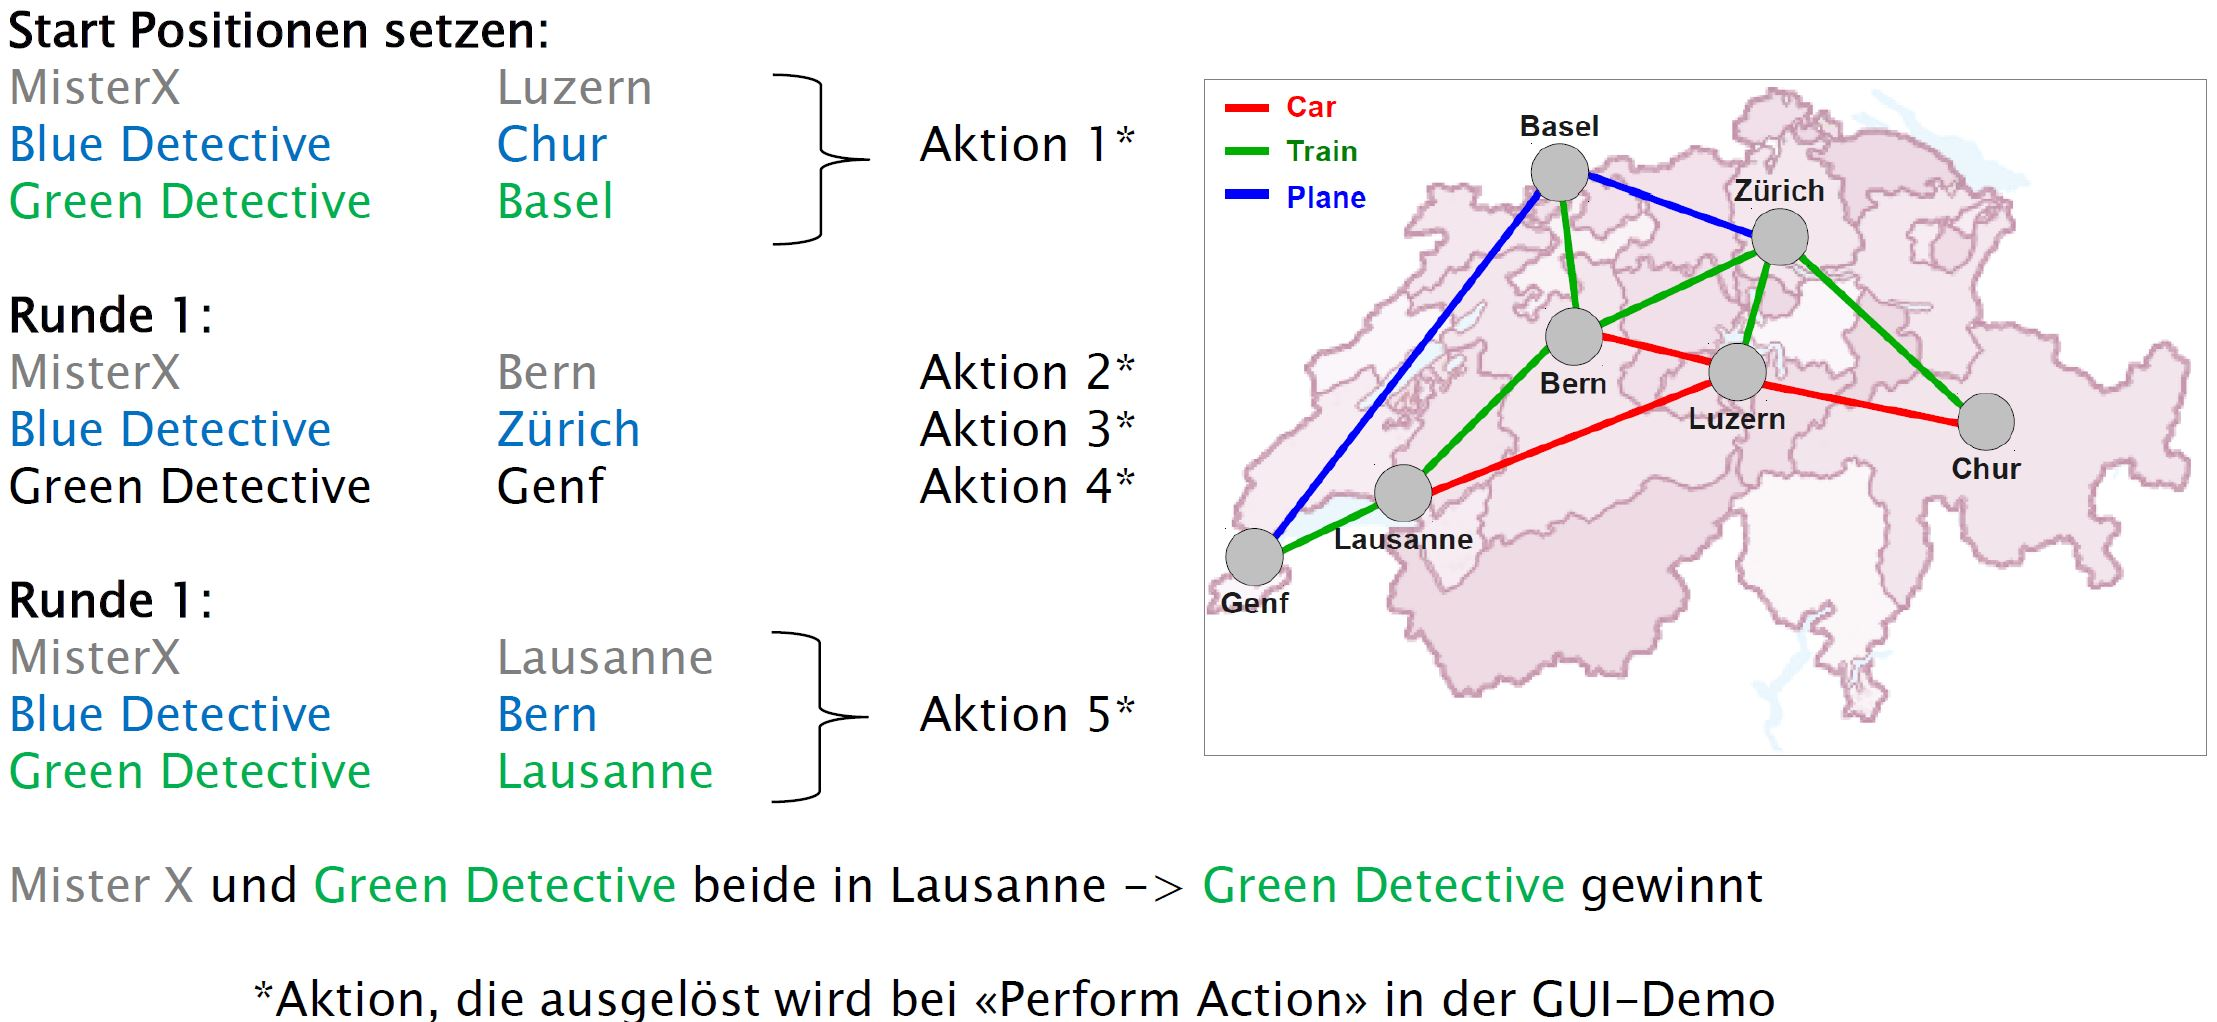 Start Positionen setzen:
MisterX Luzern
Blue Detective Chur Aktion 1*
Green Detective Basel
Runde 1:
MisterX Bern Aktion 2*
Blue Detective Zürich Aktion 3*
Green Detective Genf Aktion 4*
Runde 1:
MisterX Lausanne
Blue Detective Bern Aktion 5*
Green Detective Lausanne
Mister X und Green Detective beide in Lausanne -> Green Detective gewinnt
*Aktion, die ausgelöst wird bei «Perform Action» in der GUI-Demo
Car
Train
Plane
Basel
Zürich
Bern
Luzern
Chur
Lausanne
Genf